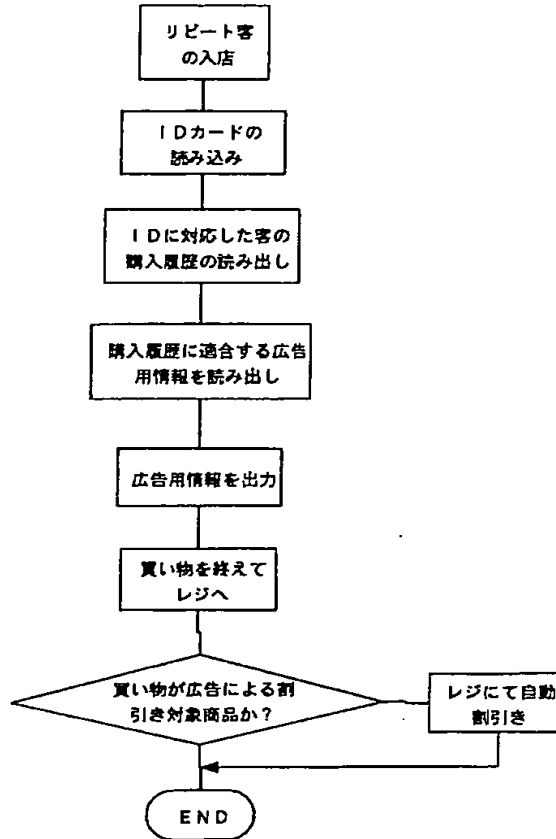 リピート客
の入店
IDカードの
読み込み
IDに対応した客の
購入履歴の読み出し
購入履歴に適合する広告
用情報を読み出し
広告用情報を出力
買い物を終えて
レジへ
買い物が広告による割
引き対象商品か?
レジにて自動
割引き
END